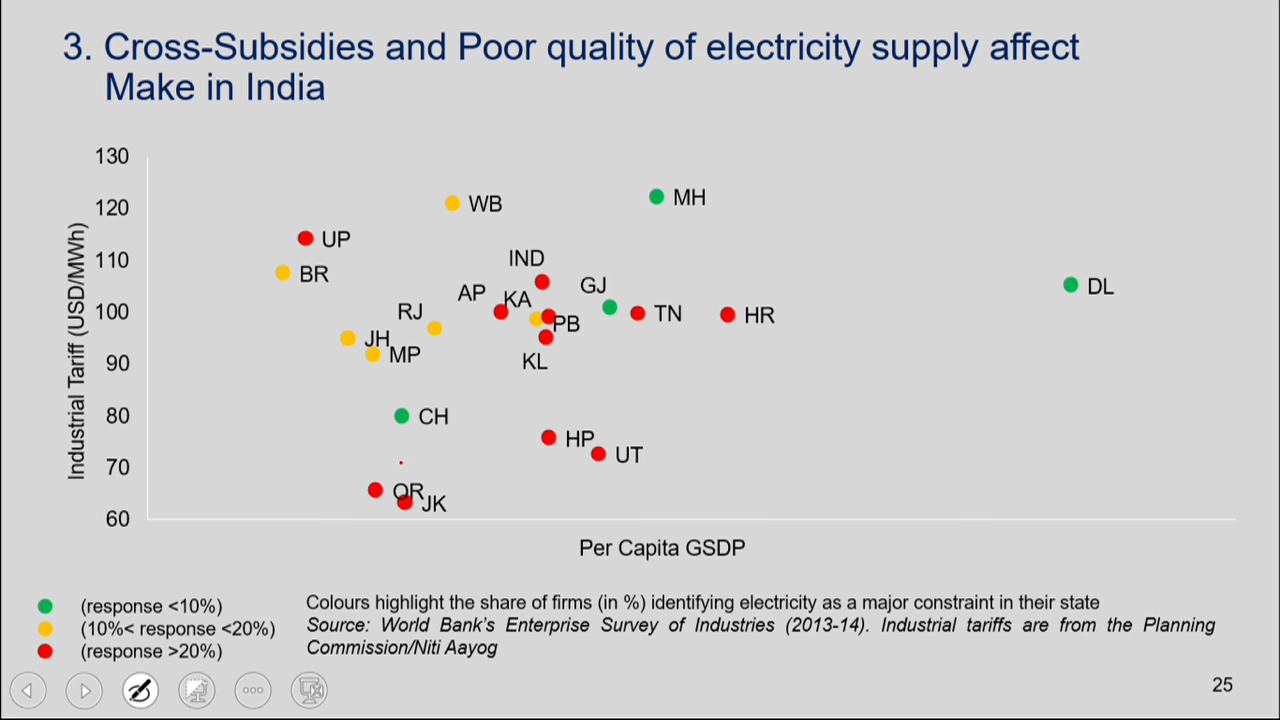 3. Cross-Subsidies and Poor quality of electricity supply affect
Make in India
Industrial Tariff (USD/MWh)
130
120
110
100
90
80
70
60
WB
MH
UP
BR
IND
GJ
DL
AP
KA
RJ
PB
TN
HR
JH
MP
KL
CH
HP
UT
OR
JK
Per Capita GSDP
(response <10%)
(10%< response <20%)
(response >20%)
Colours highlight the share of firms (in %) identifying electricity as a major constraint in their state
Source: World Bank's Enterprise Survey of Industries (2013-14). Industrial tariffs are from the Planning
Commission/Niti Aayog
25